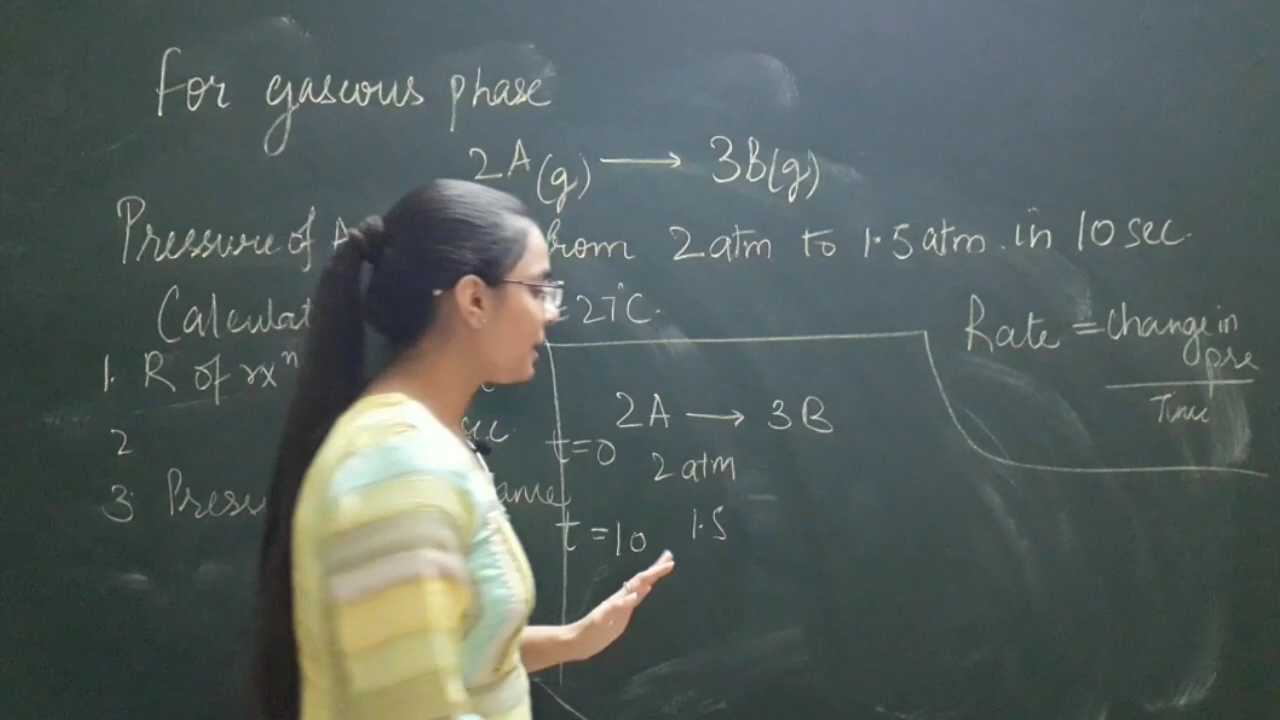 For gaseous phase
2A(g) ⟶ 3B(g)
Pressure of A from 2 atm to 1.5 atm in 10 sec.
Calculat = 27°C.
1. R of rxⁿ
2 sec
3. Pressu
Rate = change in pre / Time
2A ⟶ 3B
t=0 2 atm
t=10 1.5